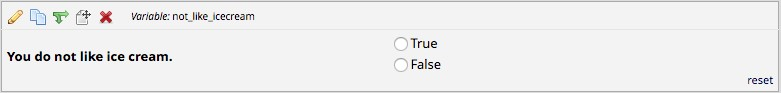 Variable: not_like_icecream
You do not like ice cream.
True
False
reset